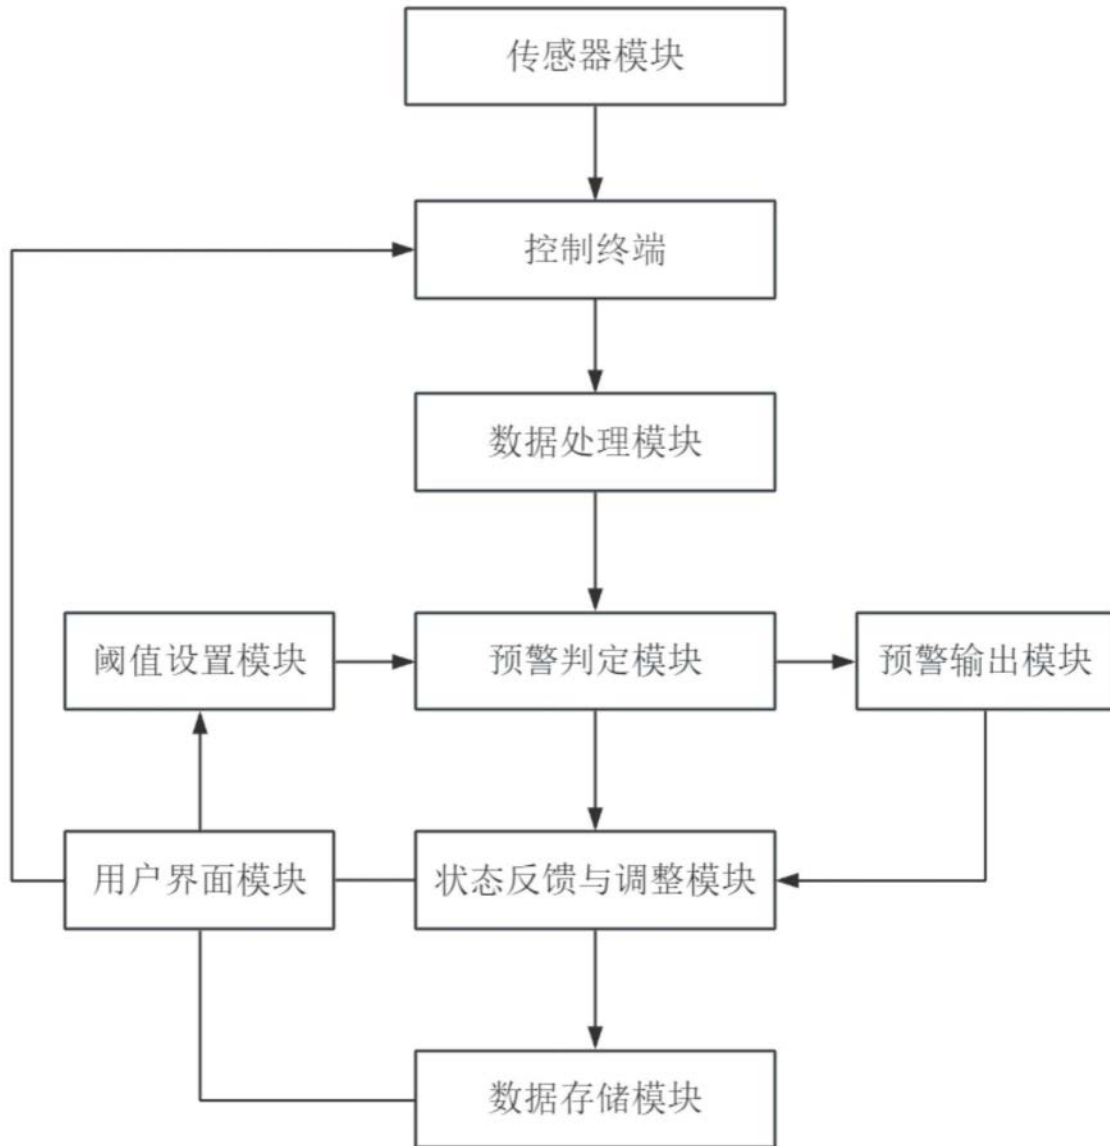 传感器模块
控制终端
数据处理模块
阈值设置模块
预警判定模块
预警输出模块
用户界面模块
状态反馈与调整模块
数据存储模块